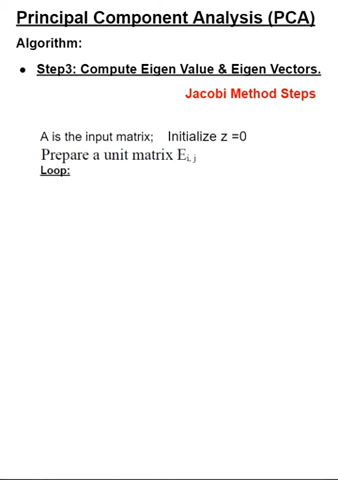 Principal Component Analysis (PCA)
Algorithm:
• Step3: Compute Eigen Value & Eigen Vectors.
Jacobi Method Steps
A is the input matrix; Initialize z =0
Prepare a unit matrix Ei, j
Loop: